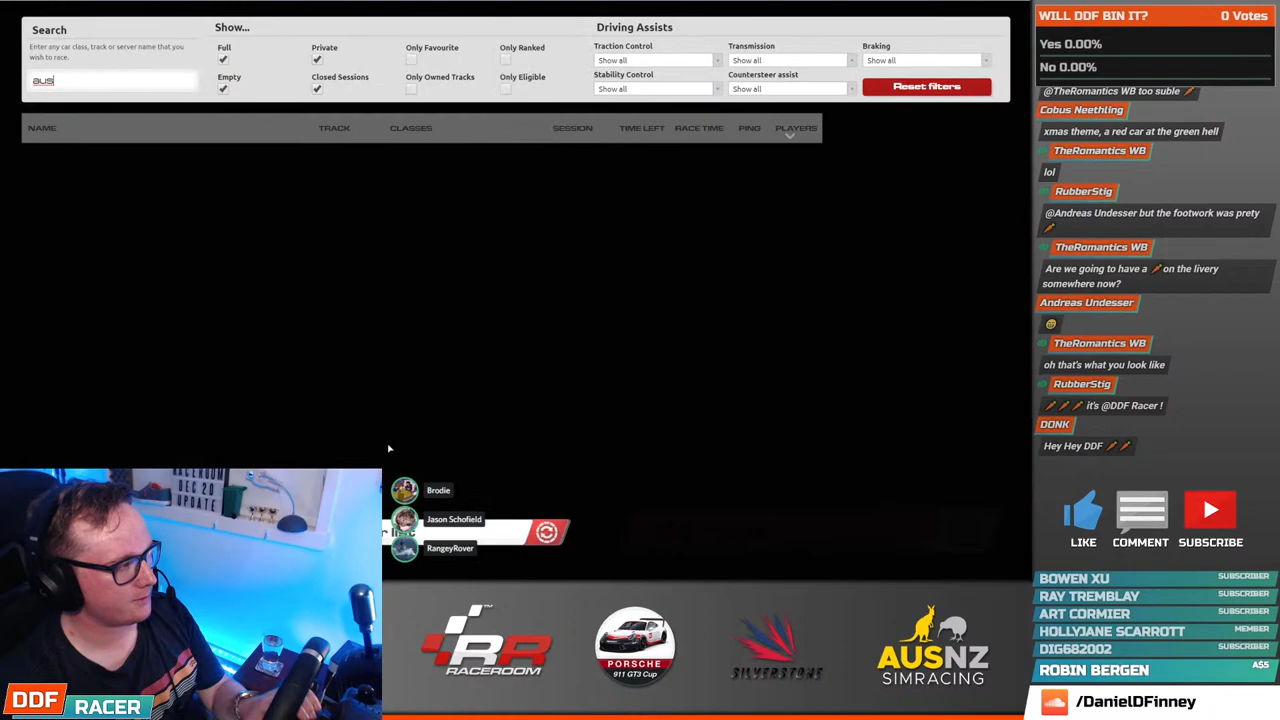 Search
Enter any car class, track or server name that you
wish to race.
aus
Show...
Full
Private
Only Favourite
Only Ranked
Empty
Closed Sessions
Only Owned Tracks
Only Eligible
Driving Assists
Traction Control
Transmission
Braking
Show all
Show all
Show all
Stability Control
Countersteer assist
Show all
Show all
Reset filters
NAME
TRACK
CLASSES
SESSION
TIME LEFT
RACE TIME
PING
PLAYERS
WILL DDF BIN IT?
0 Votes
Yes 0.00%
No 0.00%
@TheRomantics WB too suble
Cobus Neethling
xmas theme, a red car at the green hell
TheRomantics WB
lol
RubberStig
@Andreas Undesser but the footwork was prety
TheRomantics WB
Are we going to have a on the livery
somewhere now?
Andreas Undesser
TheRomantics WB
oh that's what you look like
RubberStig
it's @DDF Racer !
DONK
Hey Hey DDF
LIKE
COMMENT
SUBSCRIBE
BOWEN XU
SUBSCRIBER
RAY TREMBLAY
SUBSCRIBER
ART CORMIER
SUBSCRIBER
HOLLYJANE SCARROTT
MEMBER
DIG682002
SUBSCRIBER
ROBIN BERGEN
A$5
/DanielDFinney
RACEROOM
DEC 20
UPDATE
Brodie
Jason Schofield
RangeyRover
DDF
RACER
RR
TM
RACEROOM
PORSCHE
911 GT3 Cup
SILVERSTONE
AUSNZ
SIMRACING